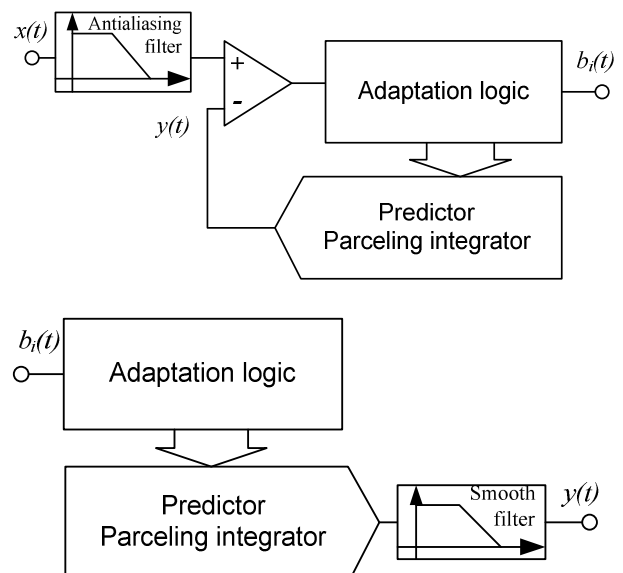 x(t)
Antialiasing
filter
+
-
y(t)
Adaptation logic
bᵢ(t)
Predictor
Parceling integrator
bᵢ(t)
Adaptation logic
Predictor
Parceling integrator
Smooth
filter
y(t)